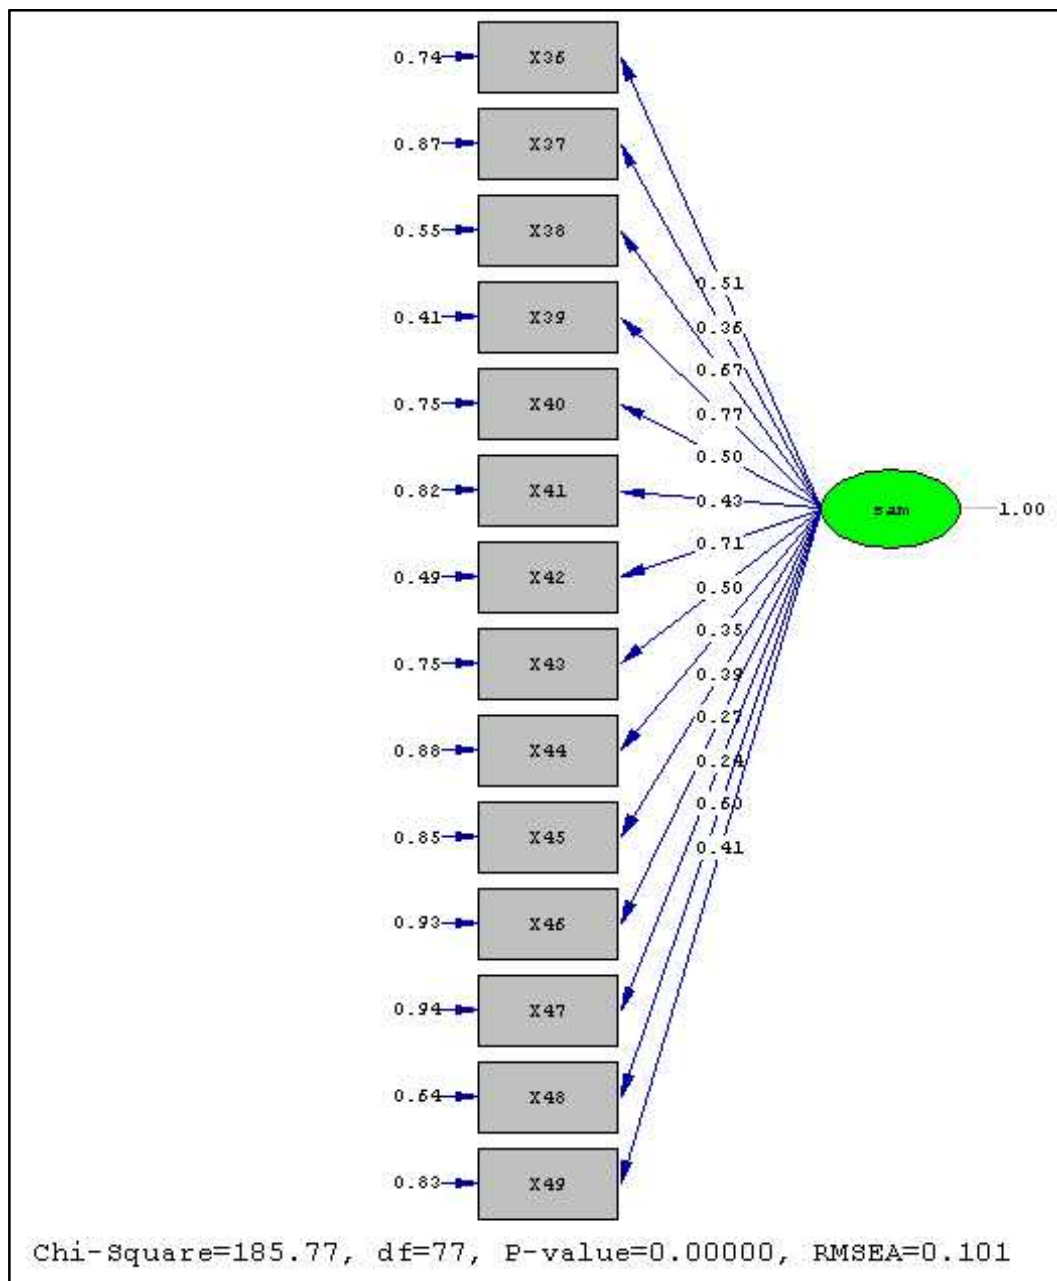 0.74 X36
0.87 X37
0.55 X38
0.51
0.41 X39
0.36
0.67
0.75 X40
0.77
0.50
0.82 X41
0.43
sam 1.00
0.71
0.49 X42
0.50
0.75 X43
0.35
0.39
0.88 X44
0.27
0.24
0.60
0.85 X45
0.41
0.93 X46
0.94 X47
0.64 X48
0.83 X49
Chi-Square=185.77, df=77, P-value=0.00000, RMSEA=0.101